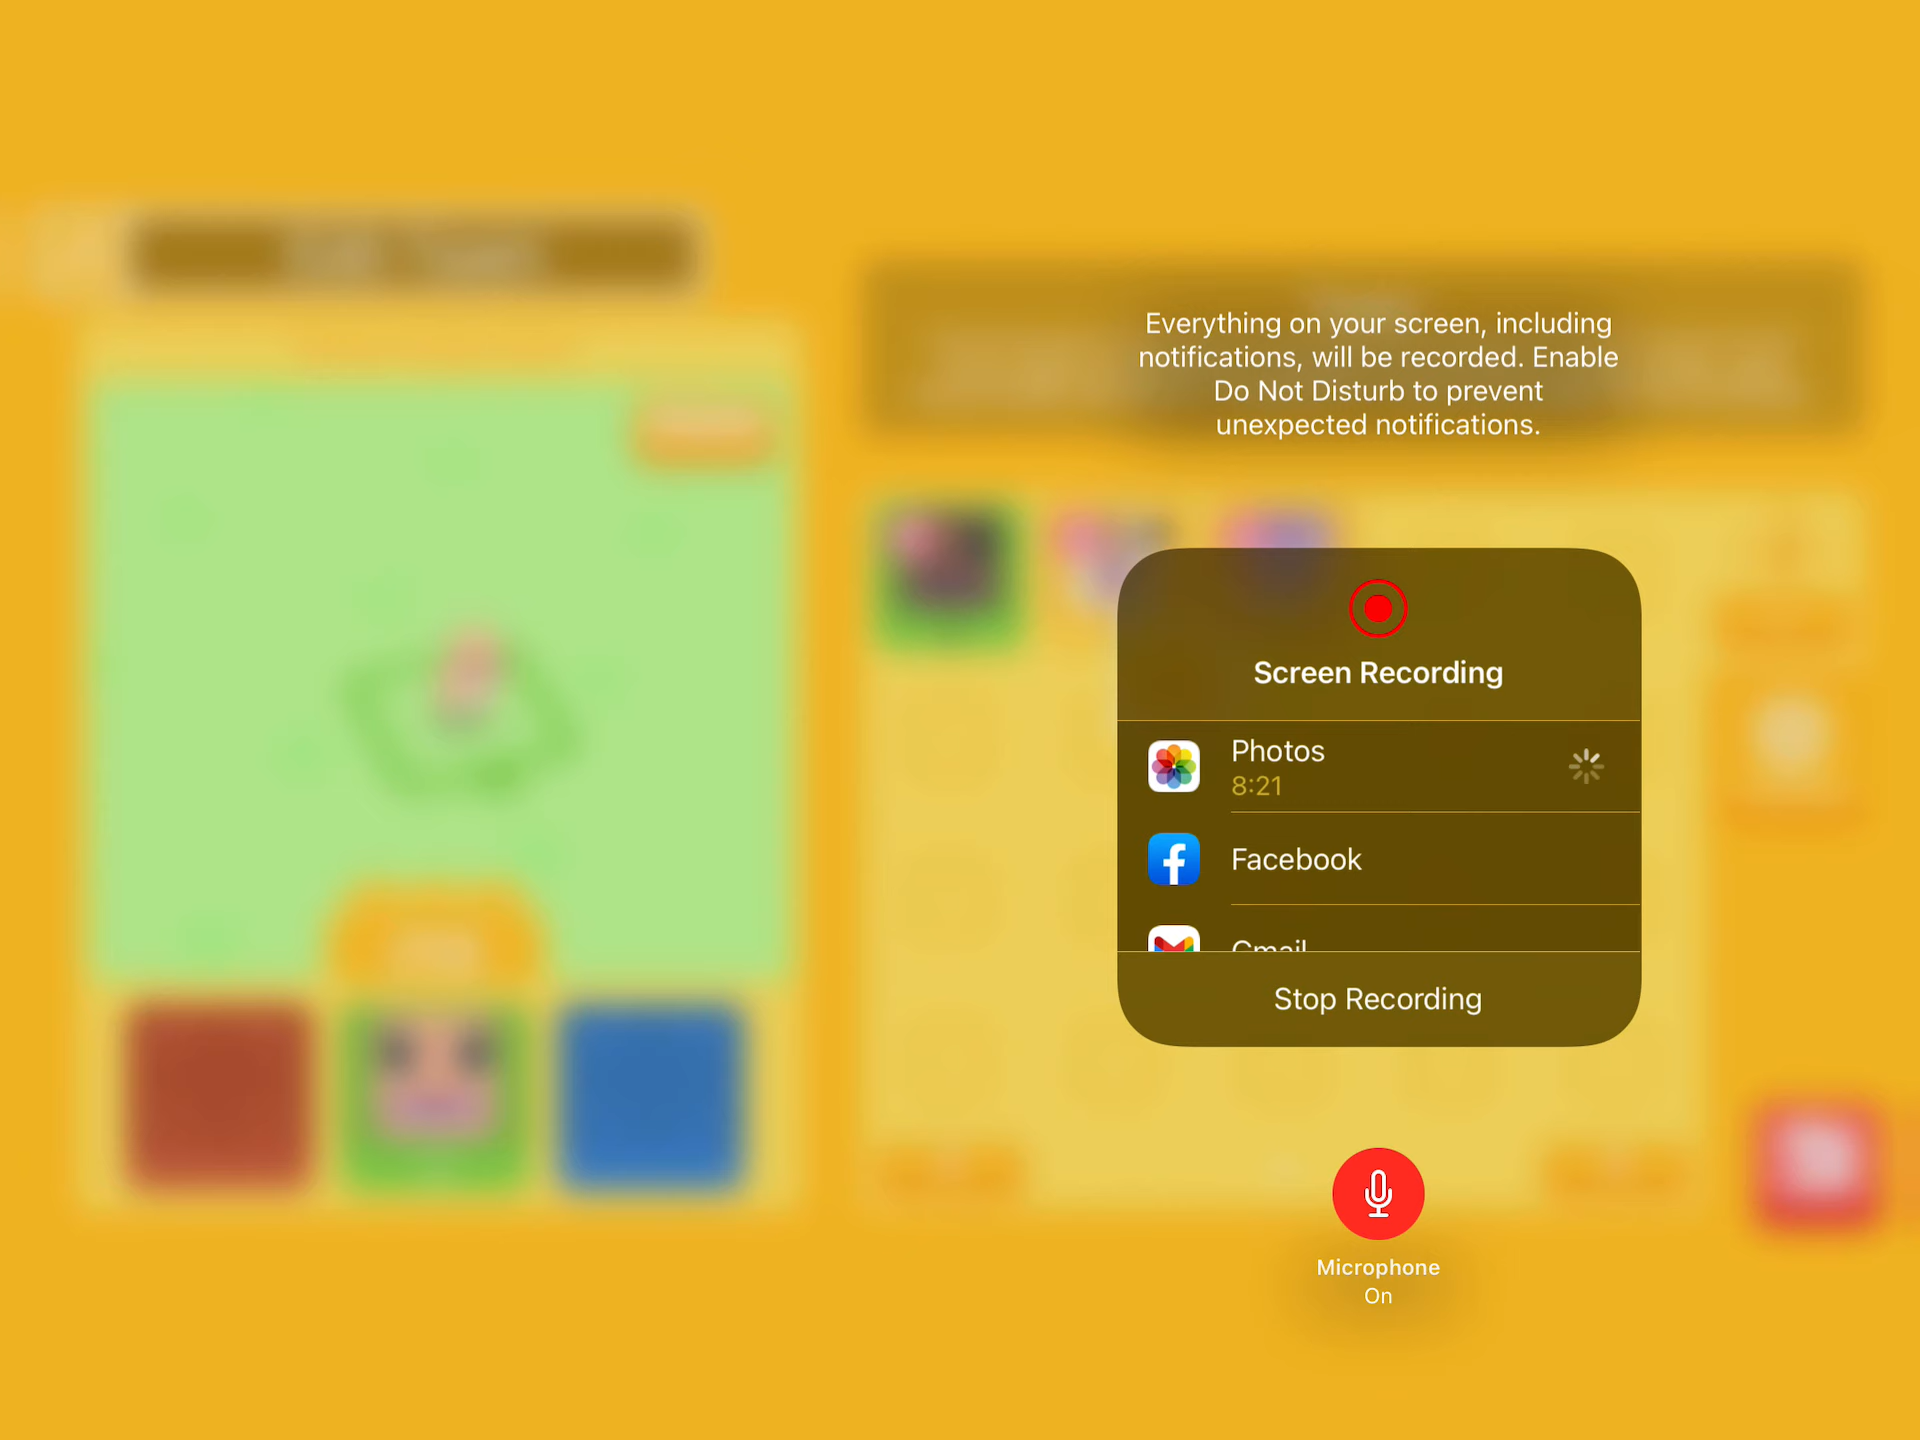 Everything on your screen, including
notifications, will be recorded. Enable
Do Not Disturb to prevent
unexpected notifications.
Screen Recording
Photos
8:21
Facebook
Gmail
Stop Recording
Microphone
On